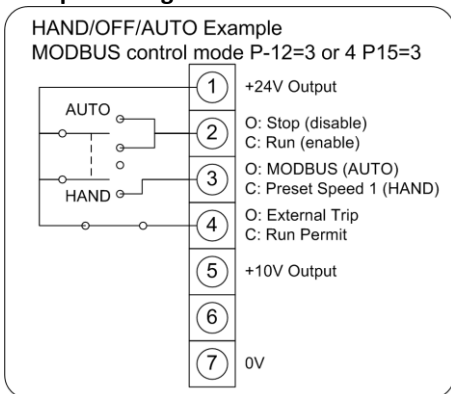 HAND/OFF/AUTO Example
MODBUS control mode P-12=3 or 4 P15=3
1 +24V Output
AUTO
2 O: Stop (disable)
C: Run (enable)
3 O: MODBUS (AUTO)
C: Preset Speed 1 (HAND)
HAND
4 O: External Trip
C: Run Permit
5 +10V Output
6
7 0V